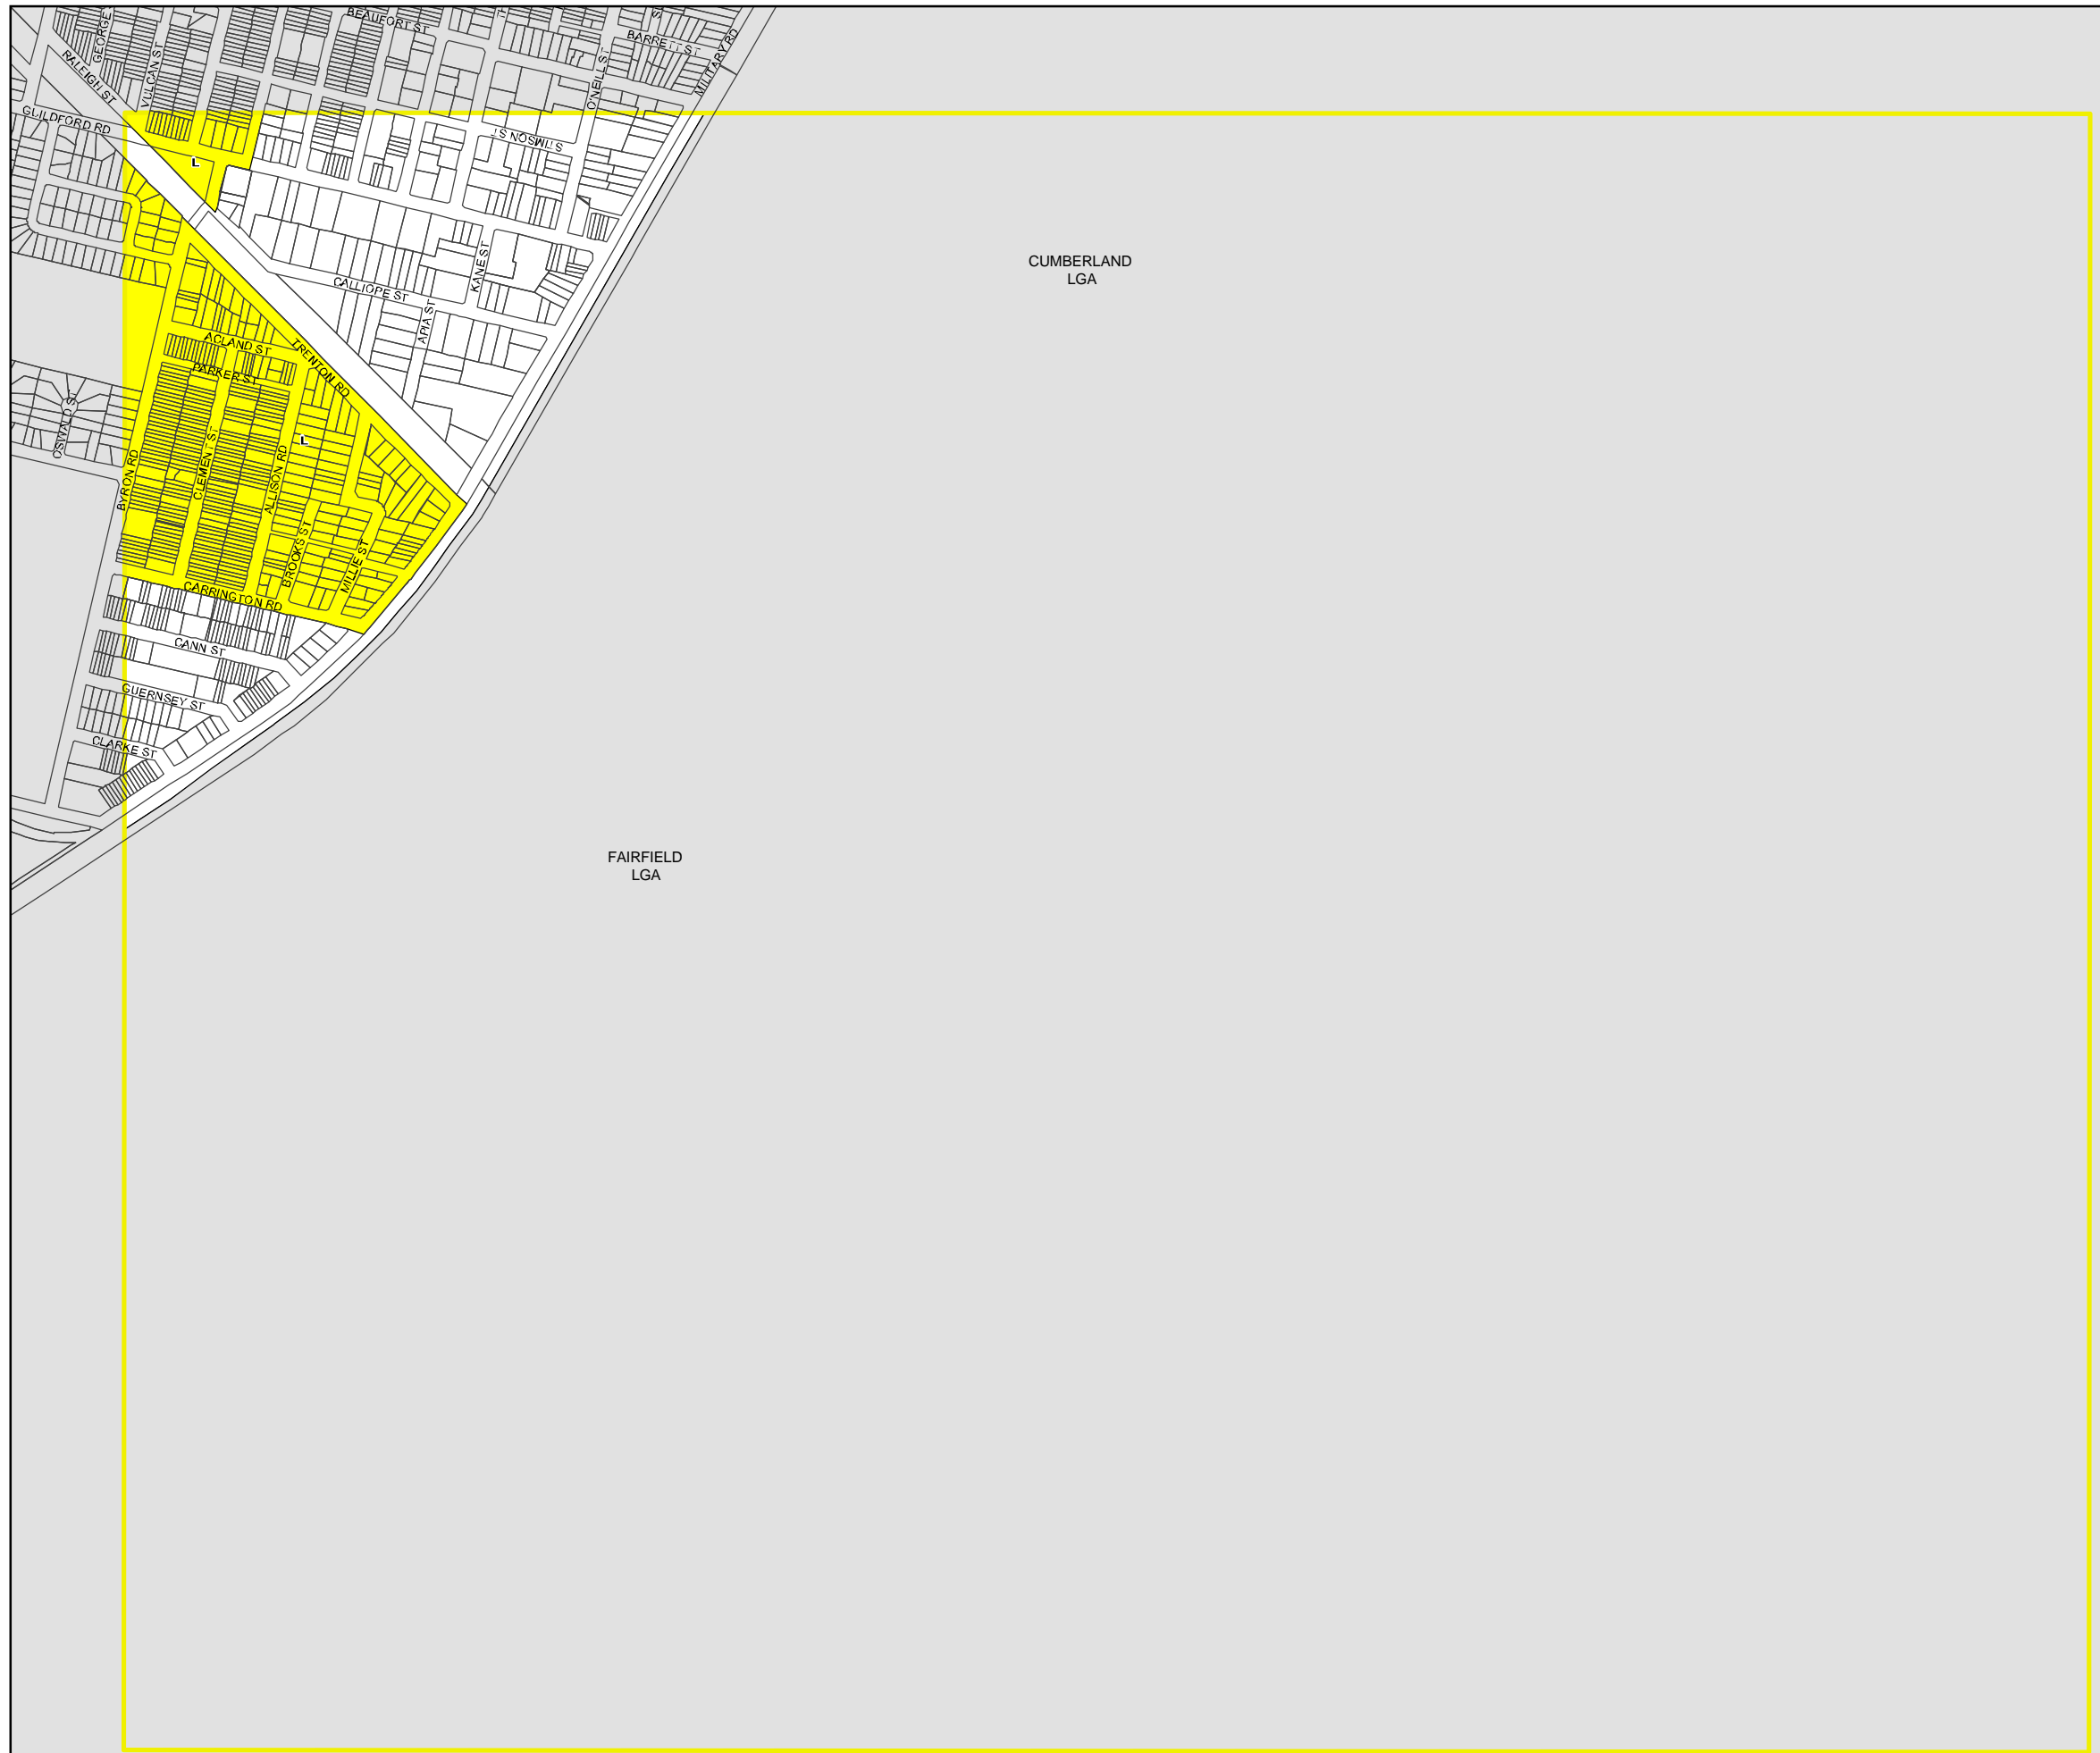 GEORGE
BEAUFORT ST
BARRETT ST
MILITARY RD
RALEIGH ST
VULCAN ST
O'NEILL ST
GUILDFORD RD
STIMSON ST
L
CUMBERLAND
LGA
KANE ST
CALLIOPE ST
APIA ST
ACLAND ST
TRENTON RD
PARKER ST
OSWALD ST
L
BYRON RD
CLEMENT ST
ALLISON RD
BROOKS ST
MILLIE ST
CARRINGTON RD
CANN ST
GUERNSEY ST
CLARKE ST
FAIRFIELD
LGA